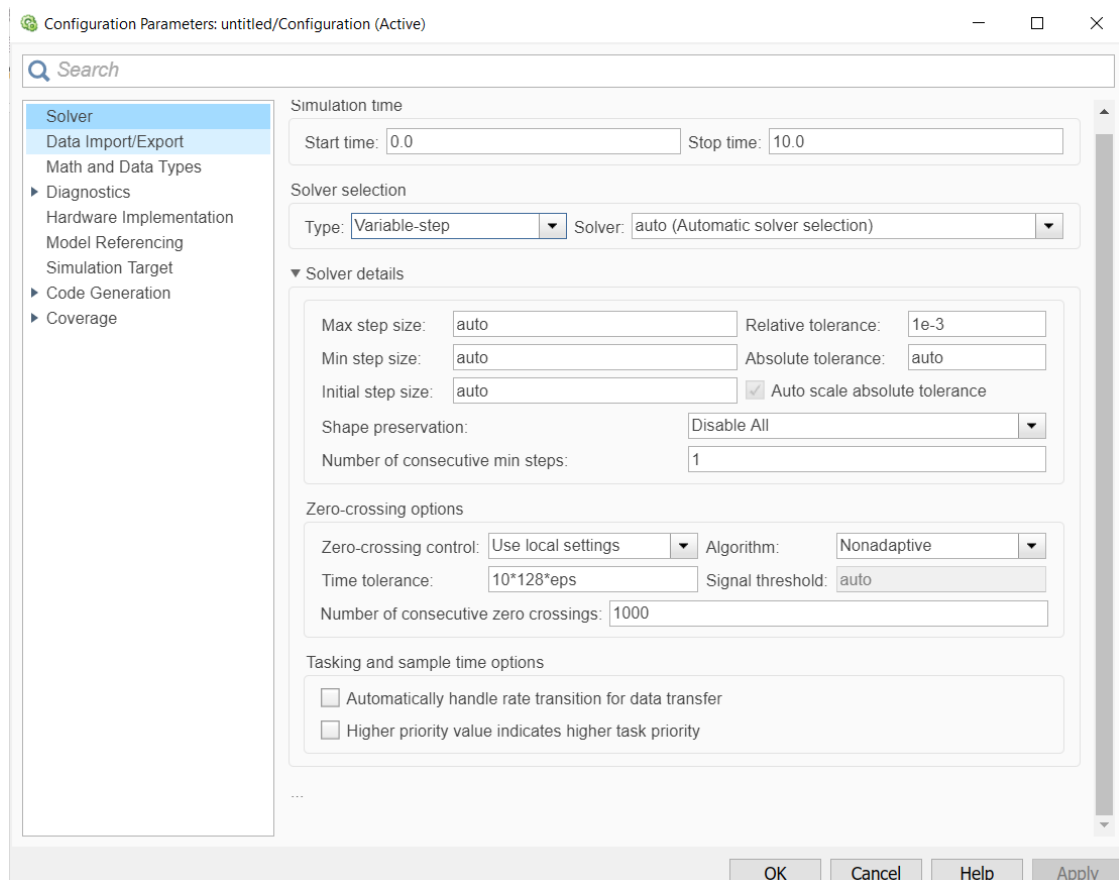 Configuration Parameters: untitled/Configuration (Active)
Search
Solver
Data Import/Export
Math and Data Types
Diagnostics
Hardware Implementation
Model Referencing
Simulation Target
Code Generation
Coverage
Simulation time
Start time: 0.0 Stop time: 10.0
Solver selection
Type: Variable-step Solver: auto (Automatic solver selection)
Solver details
Max step size: auto Relative tolerance: 1e-3
Min step size: auto Absolute tolerance: auto
Initial step size: auto Auto scale absolute tolerance
Shape preservation: Disable All
Number of consecutive min steps: 1
Zero-crossing options
Zero-crossing control: Use local settings Algorithm: Nonadaptive
Time tolerance: 10*128*eps Signal threshold: auto
Number of consecutive zero crossings: 1000
Tasking and sample time options
Automatically handle rate transition for data transfer
Higher priority value indicates higher task priority
...
OK Cancel Help Apply